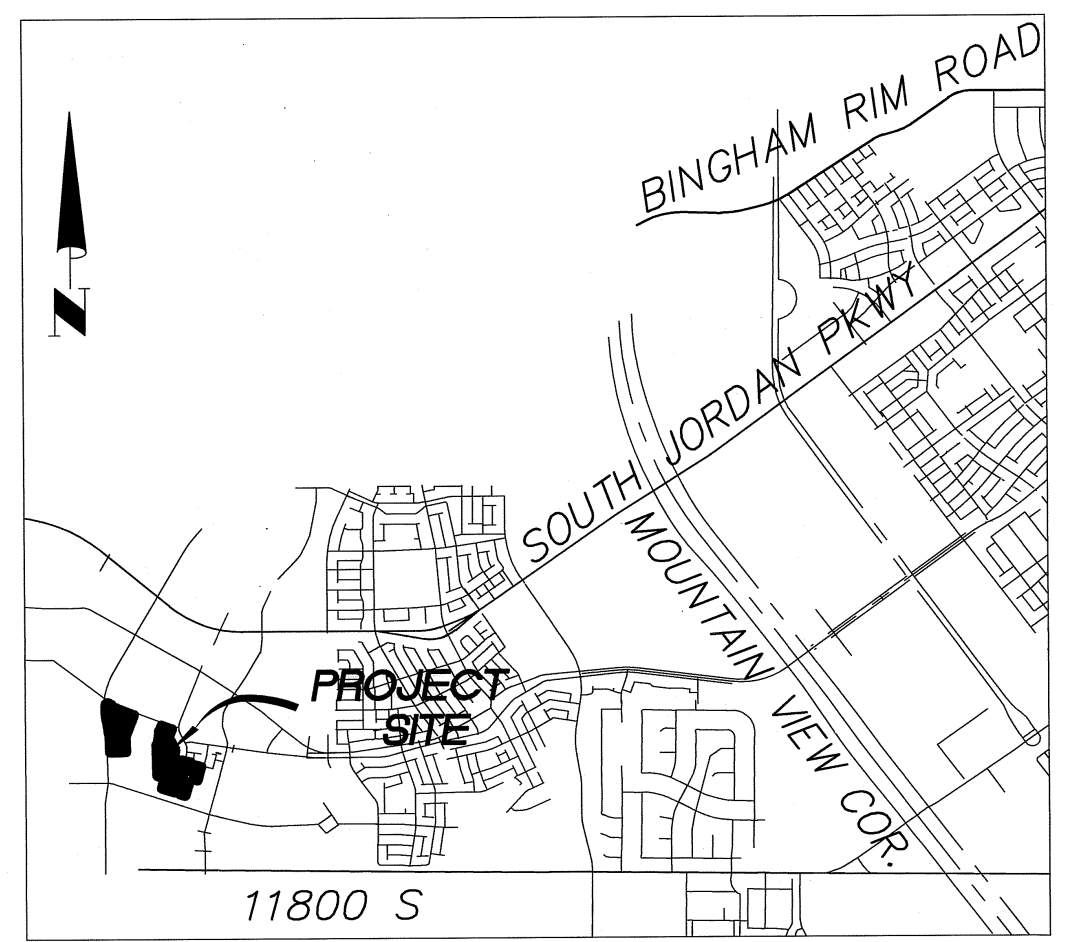 BINGHAM RIM ROAD
N
SOUTH JORDAN PKWY
MOUNTAIN VIEW COR.
PROJECT
SITE
11800 S